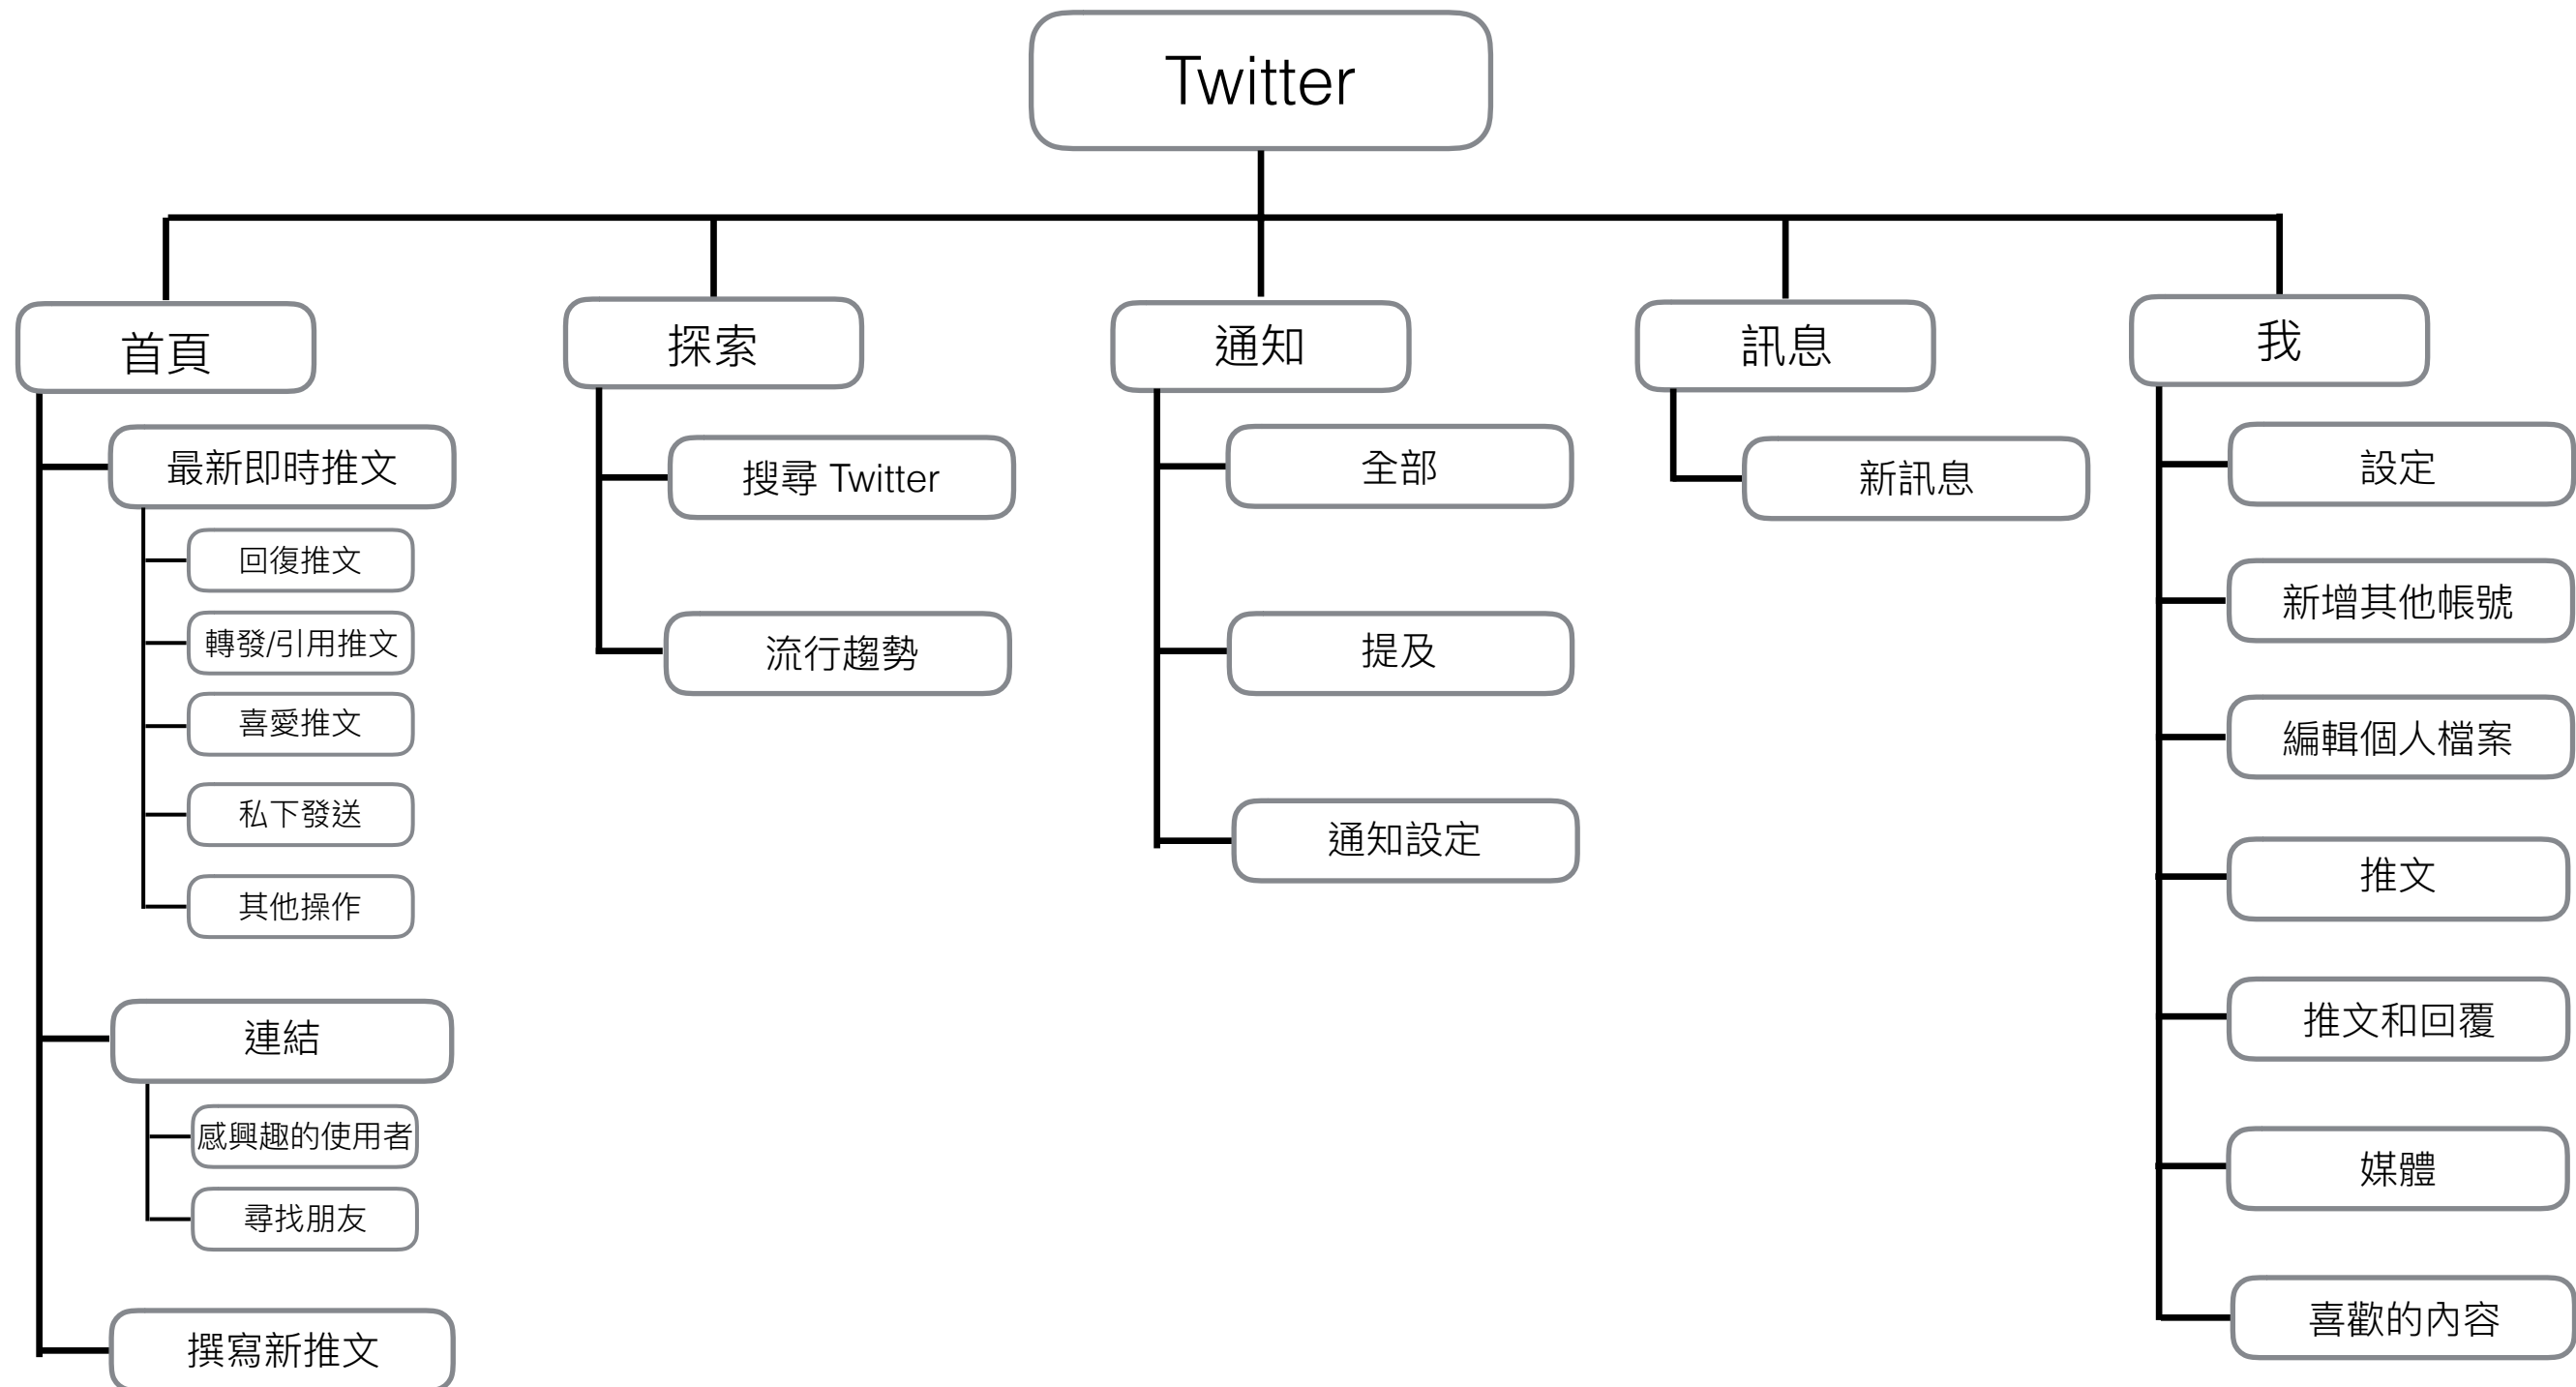 Twitter
首頁
最新即時推文
回復推文
轉發/引用推文
喜愛推文
私下發送
其他操作
連結
感興趣的使用者
尋找朋友
撰寫新推文
探索
搜尋 Twitter
流行趨勢
通知
全部
提及
通知設定
訊息
新訊息
我
設定
新增其他帳號
編輯個人檔案
推文
推文和回覆
媒體
喜歡的內容